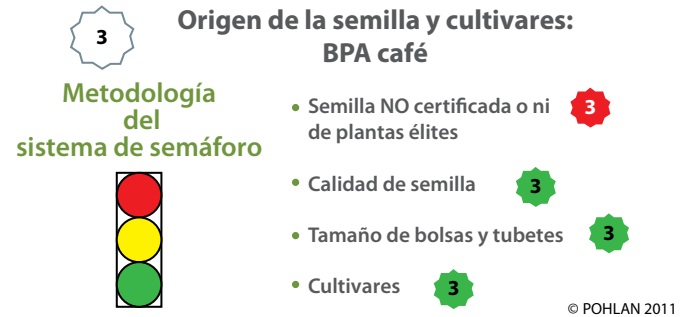 3
Origen de la semilla y cultivares:
BPA café
Metodología
del
sistema de semáforo
• Semilla NO certificada o ni
de plantas élites
3
• Calidad de semilla
3
• Tamaño de bolsas y tubetes
3
• Cultivares
3
© POHLAN 2011